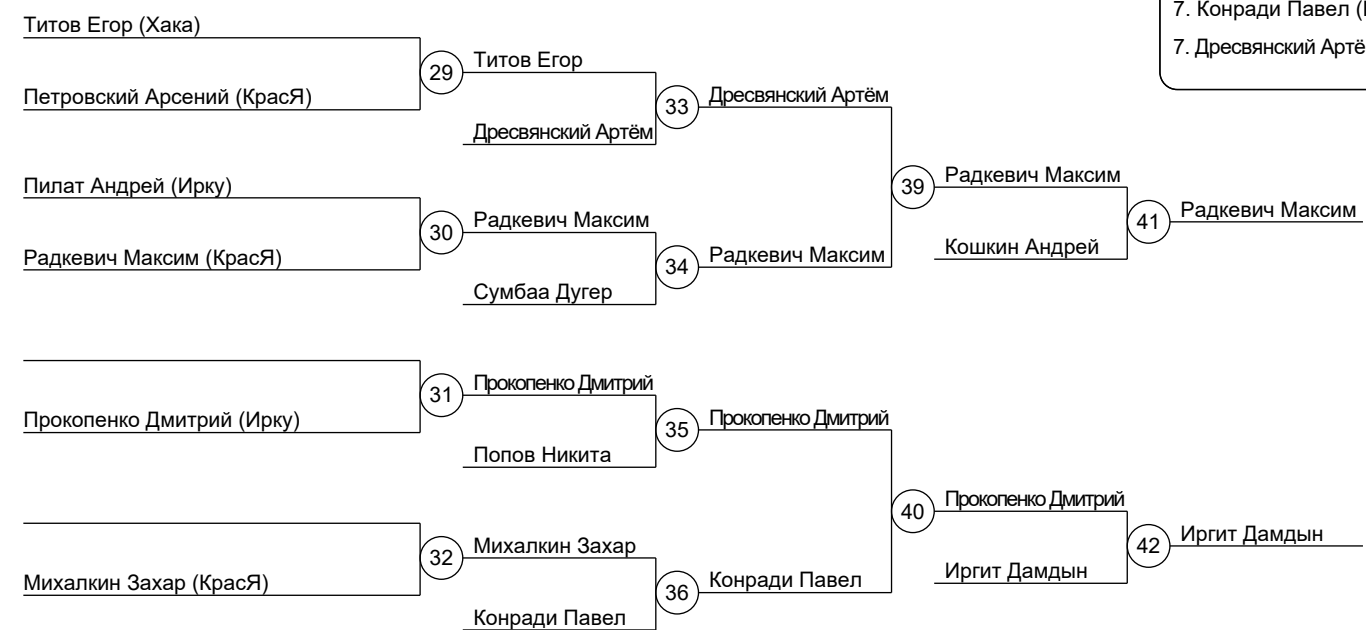 7. Конради Павел (
7. Дресвянский Артё
Титов Егор (Хака)
29
Титов Егор
Петровский Арсений (КрасЯ)
33
Дресвянский Артём
Дресвянский Артём
Пилат Андрей (Ирку)
39
Радкевич Максим
30
Радкевич Максим
41
Радкевич Максим
Радкевич Максим (КрасЯ)
34
Радкевич Максим
Кошкин Андрей
Сумбаа Дугер
31
Прокопенко Дмитрий
Прокопенко Дмитрий (Ирку)
35
Прокопенко Дмитрий
Попов Никита
40
Прокопенко Дмитрий
32
Михалкин Захар
42
Иргит Дамдын
Михалкин Захар (КрасЯ)
36
Конради Павел
Иргит Дамдын
Конради Павел